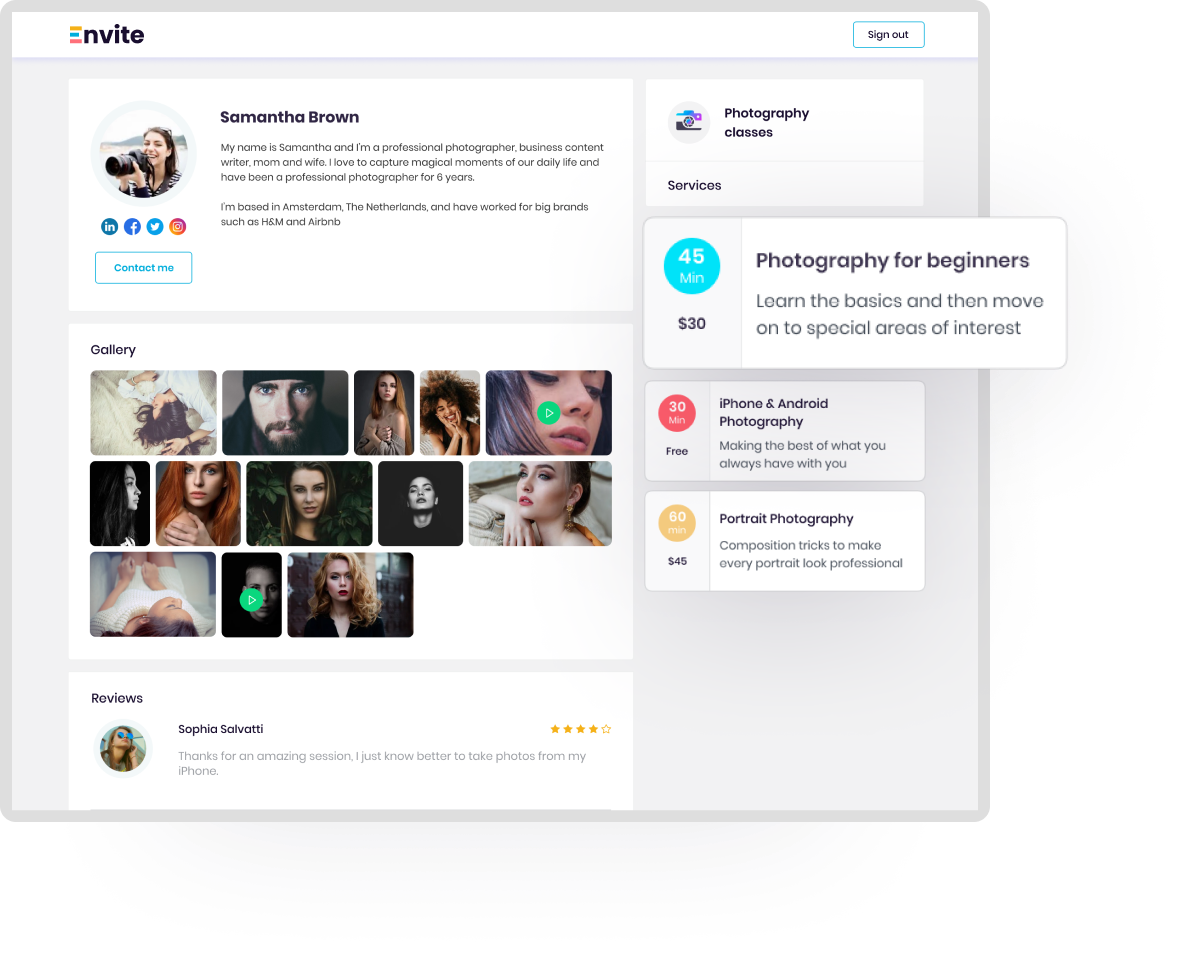 Envite
Sign out
Samantha Brown
My name is Samantha and I'm a professional photographer, business content
writer, mom and wife. I love to capture magical moments of our daily life and
have been a professional photographer for 6 years.
I'm based in Amsterdam, The Netherlands, and have worked for big brands
such as H&M and Airbnb
in
Contact me
Photography
classes
Services
45
Min
$30
Photography for beginners
Learn the basics and then move
on to special areas of interest
30
Min
Free
iPhone & Android
Photography
Making the best of what you
always have with you
60
min
$45
Portrait Photography
Composition tricks to make
every portrait look professional
Gallery
Reviews
Sophia Salvatti
Thanks for an amazing session, I just know better to take photos from my
iPhone.